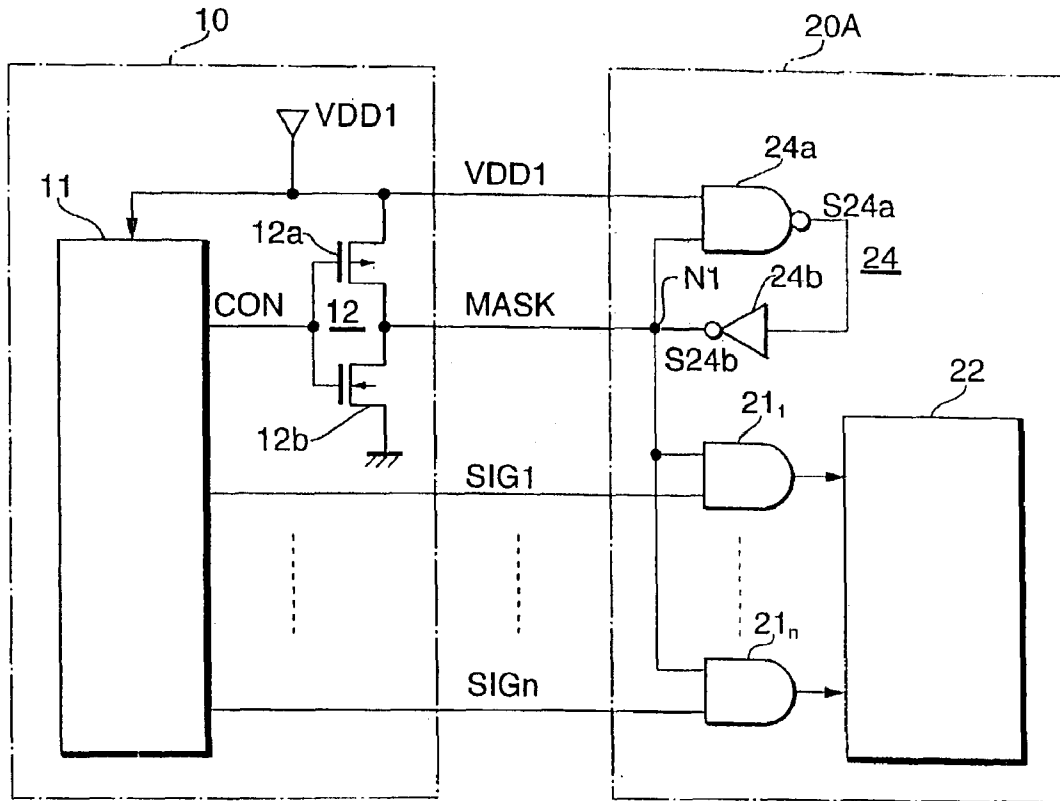 10
20A
VDD1
VDD1
24a
11
S24a
12a
24
24b
N1
CON
12
MASK
S24b
22
12b
21₁
SIG1
21ₙ
SIGn